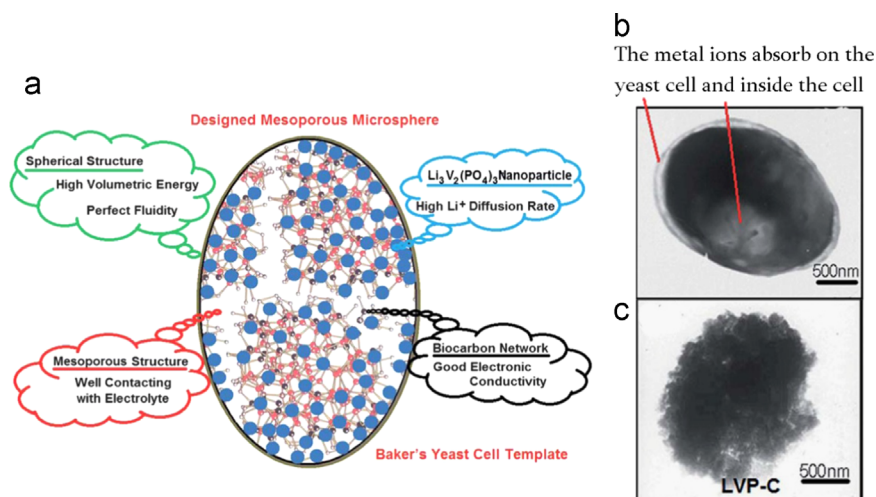 a
Designed Mesoporous Microsphere
Spherical Structure
High Volumetric Energy
Perfect Fluidity
Li₃V₂(PO₄)₃Nanoparticle
High Li⁺ Diffusion Rate
Mesoporous Structure
Well Contacting
with Electrolyte
Biocarbon Network
Good Electronic
Conductivity
Baker's Yeast Cell Template
b
The metal ions absorb on the
yeast cell and inside the cell
500nm
c
500nm
LVP-C